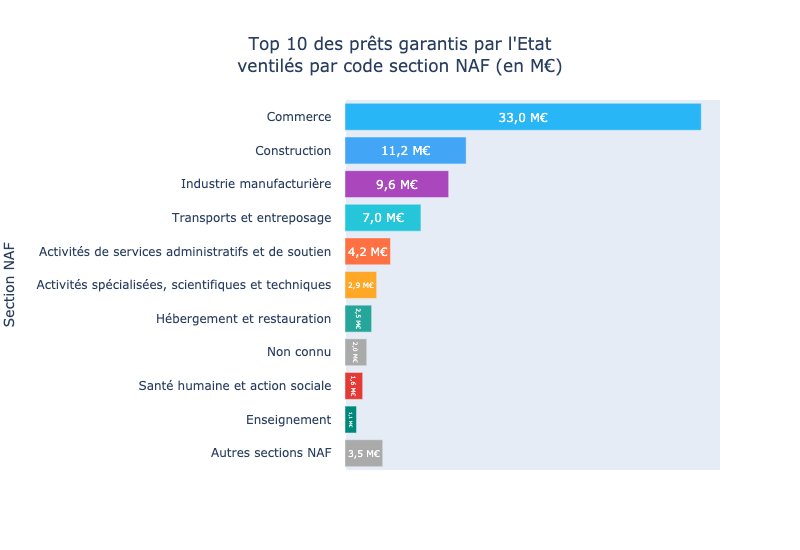 Top 10 des prêts garantis par l'Etat
ventilés par code section NAF (en M€)
Section NAF
Commerce 33,0 M€
Construction 11,2 M€
Industrie manufacturière 9,6 M€
Transports et entreposage 7,0 M€
Activités de services administratifs et de soutien 4,2 M€
Activités spécialisées, scientifiques et techniques 2,9 M€
Hébergement et restauration 2,5 M€
Non connu 2,0 M€
Santé humaine et action sociale 1,6 M€
Enseignement 1,1 M€
Autres sections NAF 3,5 M€